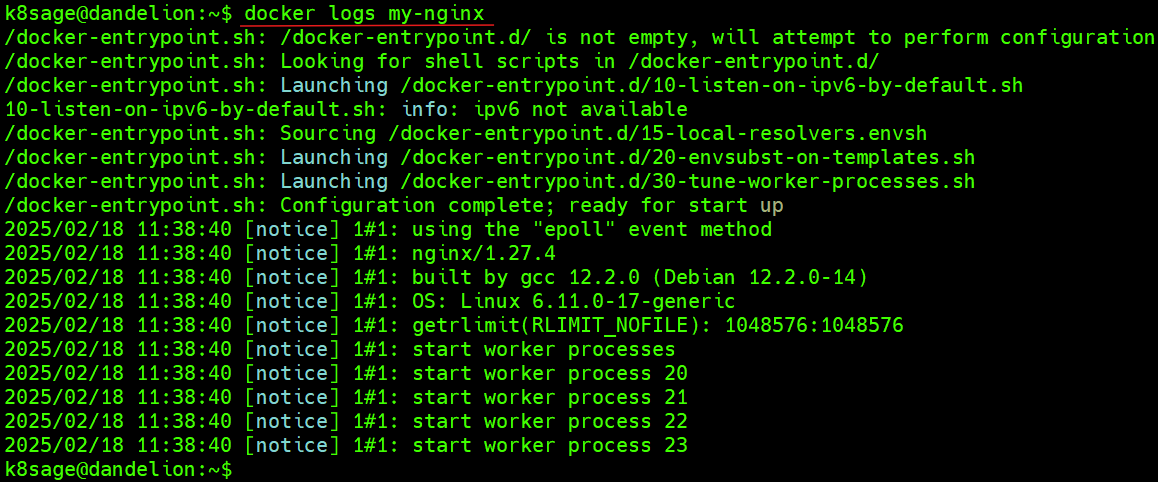 k8sage@dandelion:~$ docker logs my-nginx
/docker-entrypoint.sh: /docker-entrypoint.d/ is not empty, will attempt to perform configuration
/docker-entrypoint.sh: Looking for shell scripts in /docker-entrypoint.d/
/docker-entrypoint.sh: Launching /docker-entrypoint.d/10-listen-on-ipv6-by-default.sh
10-listen-on-ipv6-by-default.sh: info: ipv6 not available
/docker-entrypoint.sh: Sourcing /docker-entrypoint.d/15-local-resolvers.envsh
/docker-entrypoint.sh: Launching /docker-entrypoint.d/20-envsubst-on-templates.sh
/docker-entrypoint.sh: Launching /docker-entrypoint.d/30-tune-worker-processes.sh
/docker-entrypoint.sh: Configuration complete; ready for start up
2025/02/18 11:38:40 [notice] 1#1: using the "epoll" event method
2025/02/18 11:38:40 [notice] 1#1: nginx/1.27.4
2025/02/18 11:38:40 [notice] 1#1: built by gcc 12.2.0 (Debian 12.2.0-14)
2025/02/18 11:38:40 [notice] 1#1: OS: Linux 6.11.0-17-generic
2025/02/18 11:38:40 [notice] 1#1: getrlimit(RLIMIT_NOFILE): 1048576:1048576
2025/02/18 11:38:40 [notice] 1#1: start worker processes
2025/02/18 11:38:40 [notice] 1#1: start worker process 20
2025/02/18 11:38:40 [notice] 1#1: start worker process 21
2025/02/18 11:38:40 [notice] 1#1: start worker process 22
2025/02/18 11:38:40 [notice] 1#1: start worker process 23
k8sage@dandelion:~$